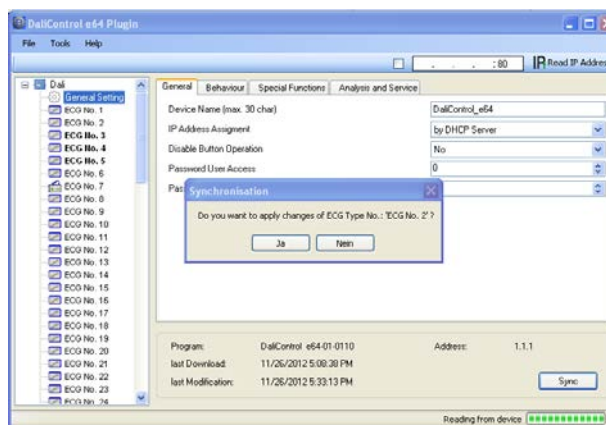 DaliControl e64 Plugin
File Tools Help
. . . :80 IR Read IP Addres
Dali
General Setting
ECG No. 1
ECG No. 2
ECG No. 3
ECG No. 4
ECG No. 5
ECG No. 6
ECG No. 7
ECG No. 8
ECG No. 9
ECG No. 10
ECG No. 11
ECG No. 12
ECG No. 13
ECG No. 14
ECG No. 15
ECG No. 16
ECG No. 17
ECG No. 18
ECG No. 19
ECG No. 20
ECG No. 21
ECG No. 22
ECG No. 23
ECG No. 24
General Behaviour Special Functions Analysis and Service
Device Name (max. 30 char) DaliControl_e64
IP Address Assigment by DHCP Server
Disable Button Operation No
Password User Access 0
Pas
Synchronisation
Do you want to apply changes of ECG Type No.: 'ECG No. 2' ?
Ja Nein
Program: DaliControl e64-01-0110 Address: 1.1.1
last Download: 11/26/2012 5:08:38 PM
last Modification: 11/26/2012 5:33:13 PM
Sync
Reading from device